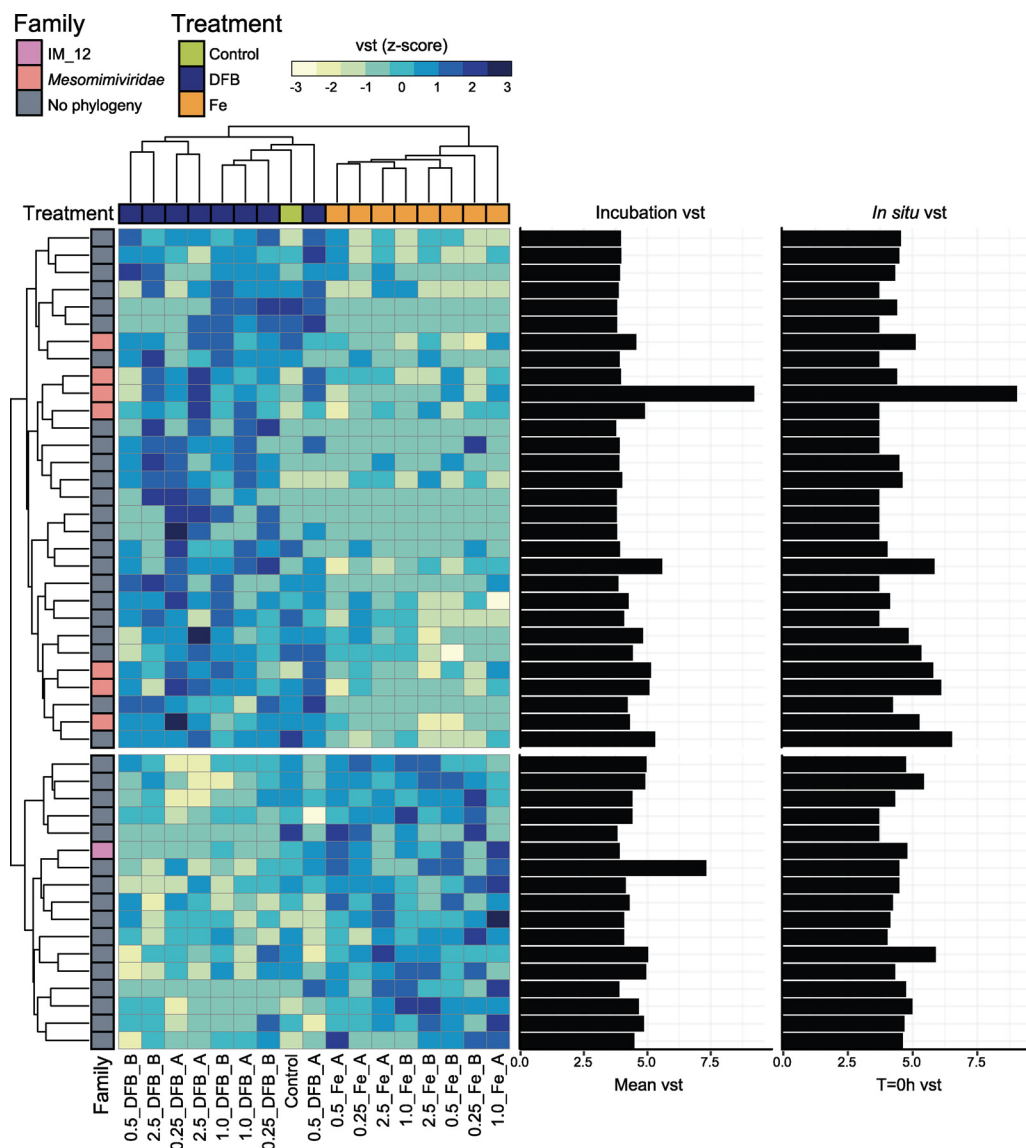 Family
IM_12
Mesomimiviridae
No phylogeny
Treatment
Control
DFB
Fe
vst (z-score)
-3 -2 -1 0 1 2 3
Treatment
Incubation vst
In situ vst
0.5_DFB_B
2.5_DFB_B
0.25_DFB_A
2.5_DFB_A
1.0_DFB_B
1.0_DFB_A
0.25_DFB_B
Control
0.5_DFB_A
0.5_Fe_A
0.25_Fe_A
2.5_Fe_A
1.0_Fe_B
2.5_Fe_B
0.5_Fe_B
0.25_Fe_B
1.0_Fe_A
Family
0.0 2.5 5.0 7.5
Mean vst
0.0 2.5 5.0 7.5
T=0h vst